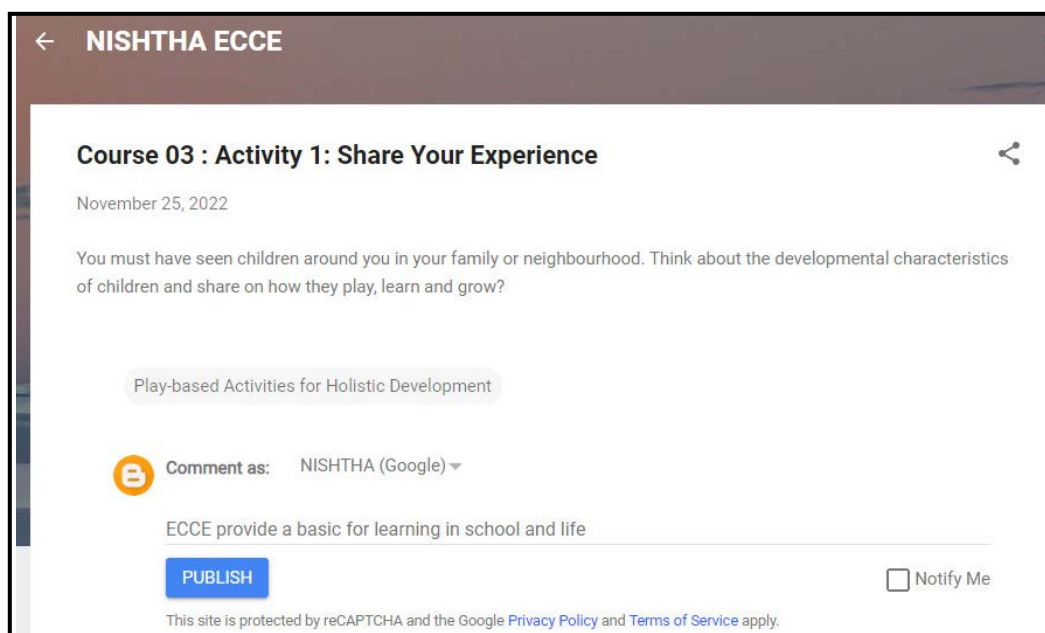 NISHTHA ECCE
Course 03 : Activity 1: Share Your Experience
November 25, 2022
You must have seen children around you in your family or neighbourhood. Think about the developmental characteristics
of children and share on how they play, learn and grow?
Play-based Activities for Holistic Development
Comment as: NISHTHA (Google)
ECCE provide a basic for learning in school and life
PUBLISH
Notify Me
This site is protected by reCAPTCHA and the Google Privacy Policy and Terms of Service apply.